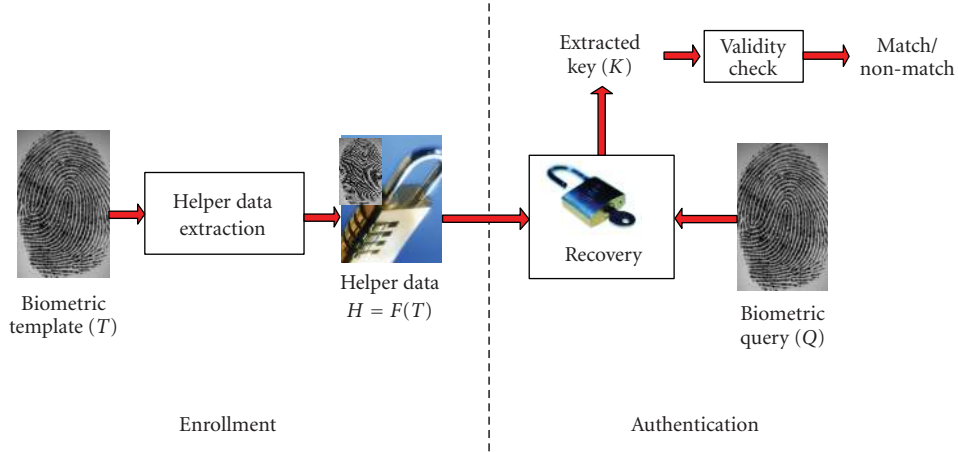 Extracted
key (K)
Validity
check
Match/
non-match
Helper data
extraction
Recovery
Biometric
template (T)
Helper data
H = F(T)
Biometric
query (Q)
Enrollment
Authentication